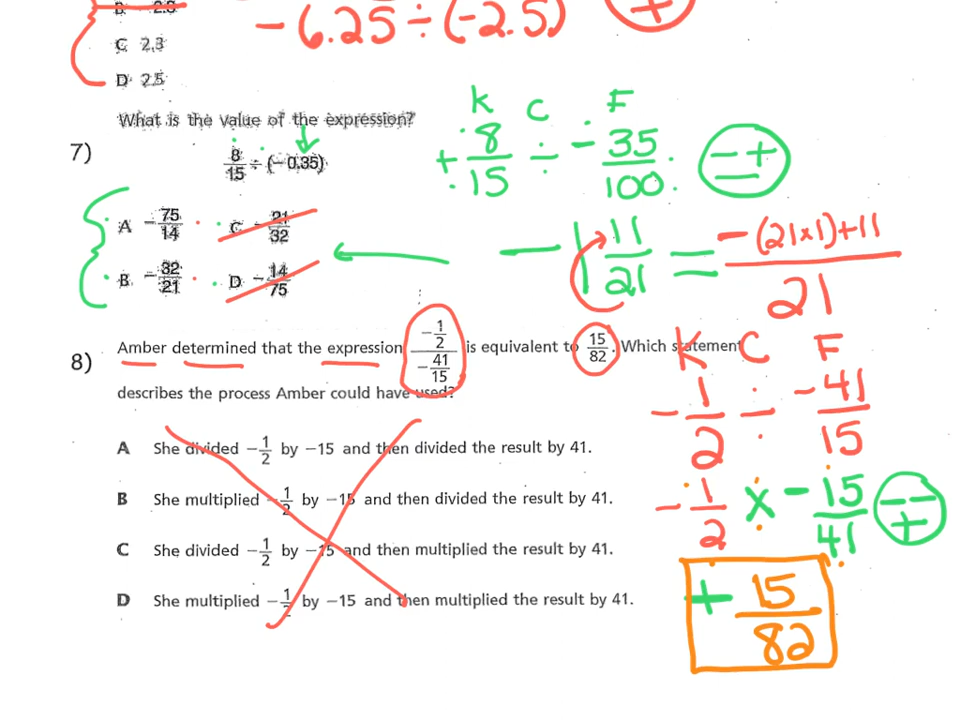 B 2.3
- 6.25 ÷ (-2.5) +
C 2.3
D 2.5
K C F
What is the value of the expression?
7) 8/15 ÷ (-0.35)
+ 8/15 ÷ - 35/100 - + -
A -75/14 C -21/32
- 1 11/21 = -(21x1)+11/21
B -32/21 D -14/75
8) Amber determined that the expression -1/2 / -41/15 is equivalent to 15/82. Which statement
K C F
describes the process Amber could have used?
- 1/2 ÷ - 41/15
A She divided -1/2 by -15 and then divided the result by 41.
B She multiplied -1/2 by -15 and then divided the result by 41.
- 1/2 x - 15/41 - - +
C She divided -1/2 by -15 and then multiplied the result by 41.
D She multiplied -1/2 by -15 and then multiplied the result by 41.
+ 15/82